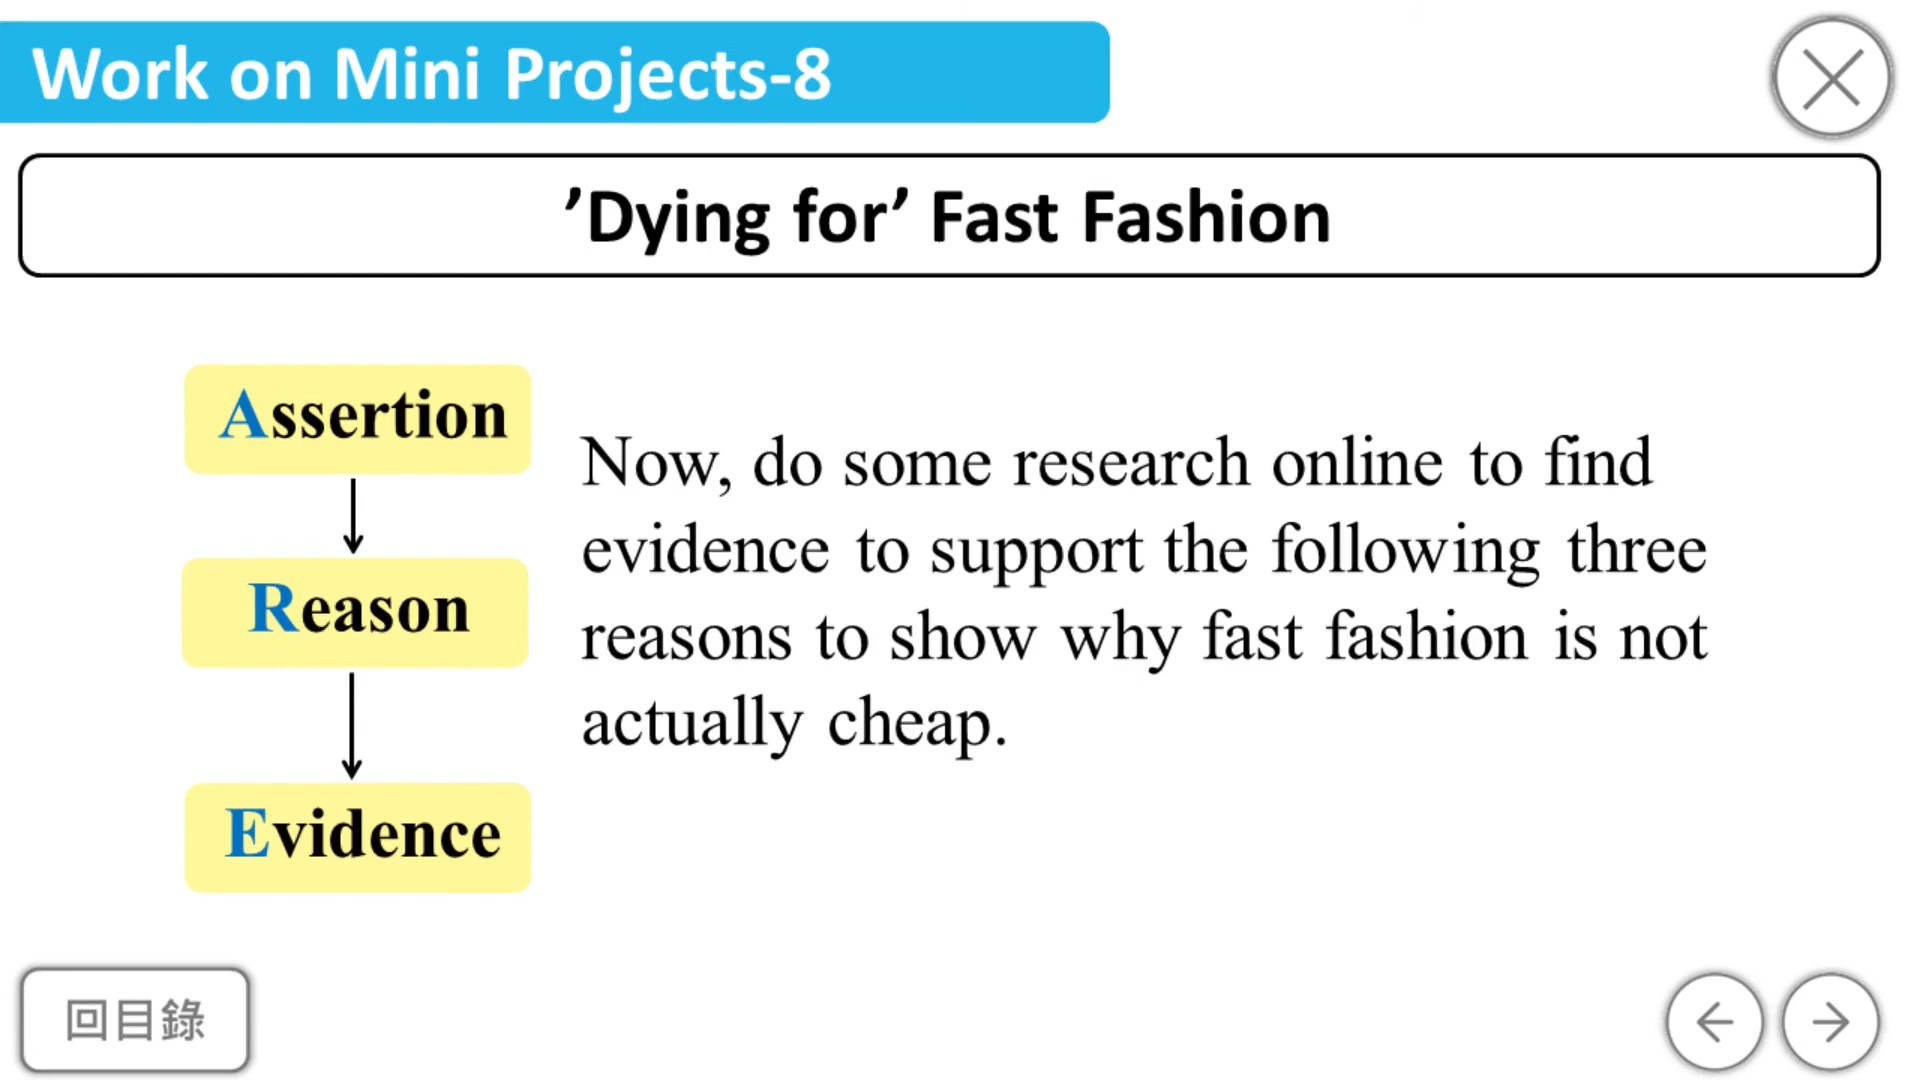 Work on Mini Projects-8
’Dying for’ Fast Fashion
Assertion
Reason
Evidence
Now, do some research online to find
evidence to support the following three
reasons to show why fast fashion is not
actually cheap.
回目錄